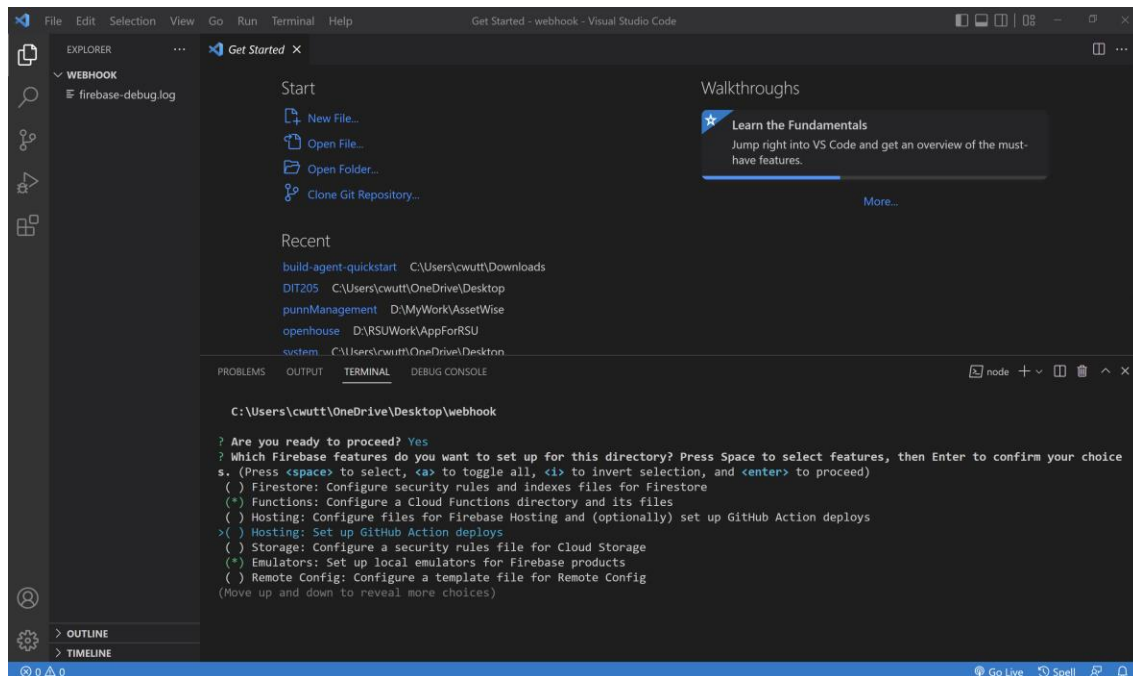 File Edit Selection View Go Run Terminal Help
Get Started - webhook - Visual Studio Code
EXPLORER
WEBHOOK
firebase-debug.log
OUTLINE
TIMELINE
Get Started
Start
New File...
Open File...
Open Folder...
Clone Git Repository...
Recent
build-agent-quickstart C:\Users\cwutt\Downloads
DIT205 C:\Users\cwutt\OneDrive\Desktop
punnManagement D:\MyWork\AssetWise
openhouse D:\RSUWork\AppForRSU
system C:\Users\cwutt\OneDrive\Desktop
Walkthroughs
Learn the Fundamentals
Jump right into VS Code and get an overview of the must-
have features.
More...
PROBLEMS OUTPUT TERMINAL DEBUG CONSOLE
node
C:\Users\cwutt\OneDrive\Desktop\webhook
? Are you ready to proceed? Yes
? Which Firebase features do you want to set up for this directory? Press Space to select features, then Enter to confirm your choice
s. (Press <space> to select, <a> to toggle all, <i> to invert selection, and <enter> to proceed)
( ) Firestore: Configure security rules and indexes files for Firestore
(*) Functions: Configure a Cloud Functions directory and its files
( ) Hosting: Configure files for Firebase Hosting and (optionally) set up GitHub Action deploys
>( ) Hosting: Set up GitHub Action deploys
( ) Storage: Configure a security rules file for Cloud Storage
(*) Emulators: Set up local emulators for Firebase products
( ) Remote Config: Configure a template file for Remote Config
(Move up and down to reveal more choices)
0 0
Go Live Spell